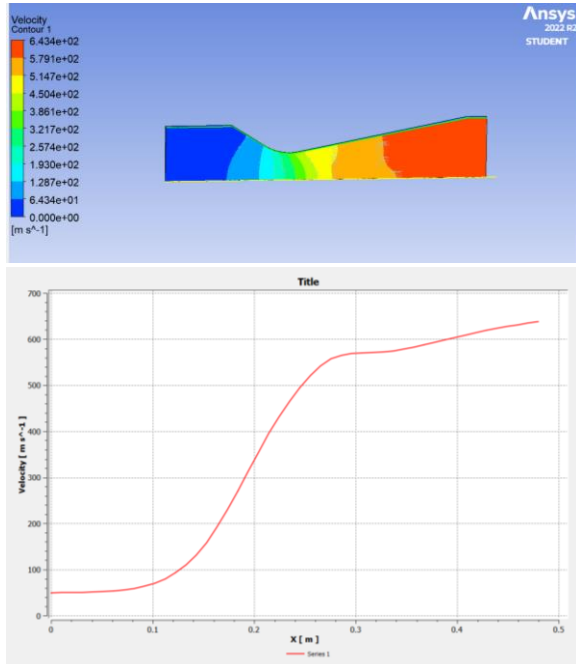 Velocity
Contour 1
6.434e+02
5.791e+02
5.147e+02
4.504e+02
3.861e+02
3.217e+02
2.574e+02
1.930e+02
1.287e+02
6.434e+01
0.000e+00
[m s^-1]
Ansys
2022 R2
STUDENT
Title
700
600
500
400
300
200
100
0
Velocity [ m s^-1 ]
0 0.1 0.2 0.3 0.4 0.5
X [ m ]
Series 1